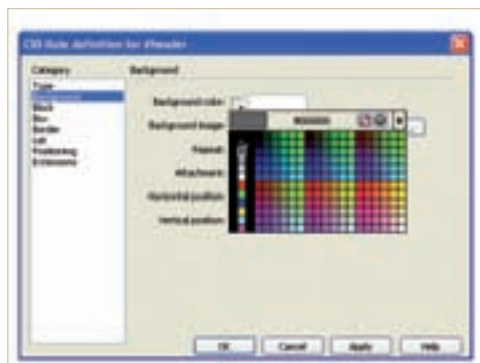 CSS Rule definition for #header
Category
Background
Type
Background
Block
Box
Border
List
Positioning
Extensions
Background color:
Background image:
Repeat:
Attachment:
Horizontal position:
Vertical position:
OK
Cancel
Apply
Help